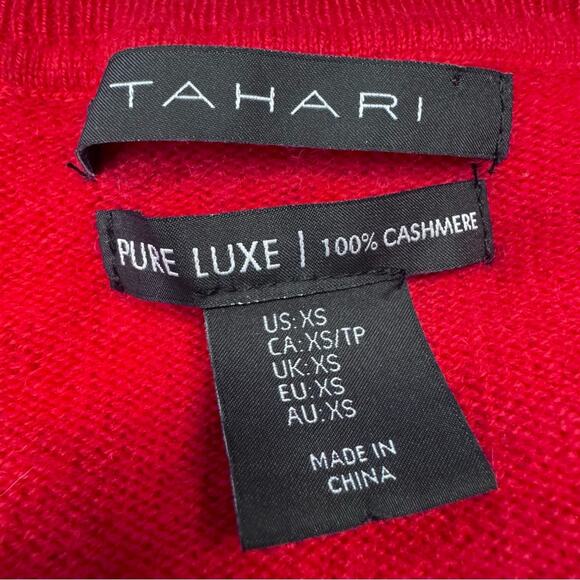 TAHARI
PURE LUXE | 100% CASHMERE
US: XS
CA: XS/TP
UK: XS
EU: XS
AU: XS
MADE IN
CHINA